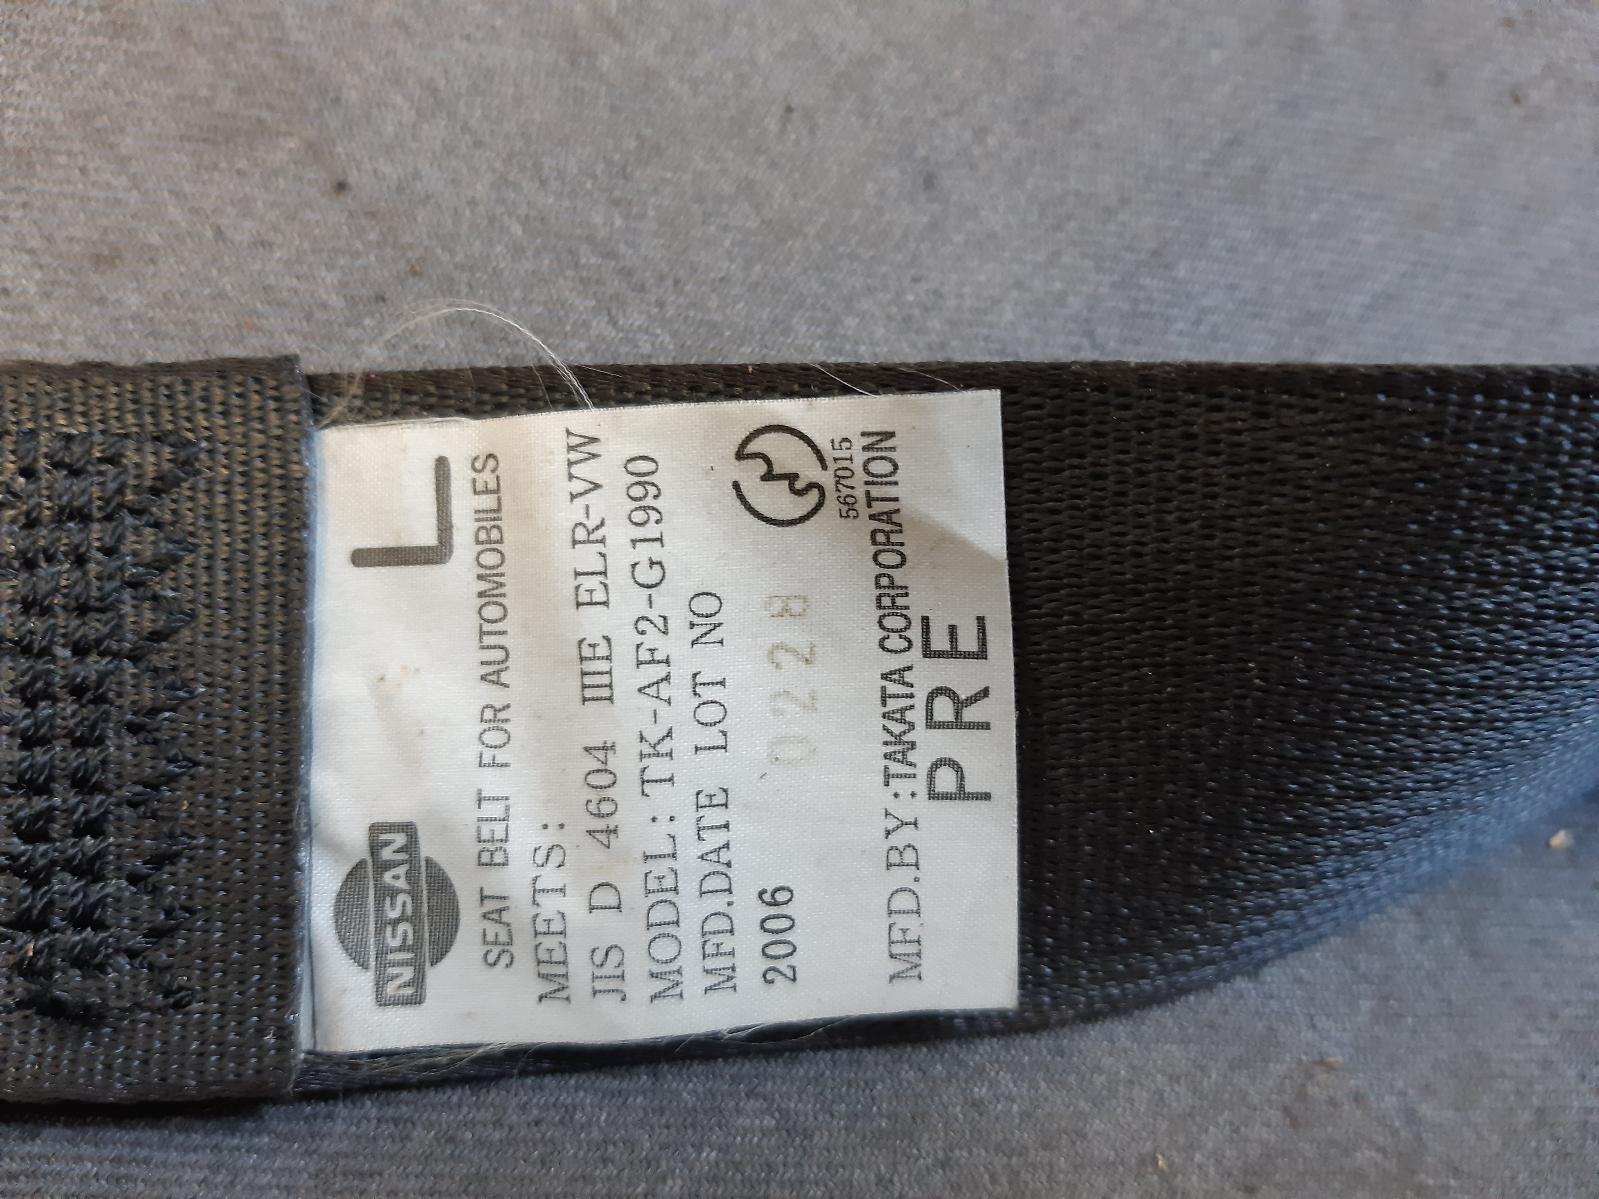 NISSAN L
SEAT BELT FOR AUTOMOBILES
MEETS:
JIS D 4604 IIIE ELR-VW
MODEL:TK-AF2-G1990
MFD.DATE LOT NO
2006 0228
567015
MFD.BY:TAKATA CORPORATION
PRE